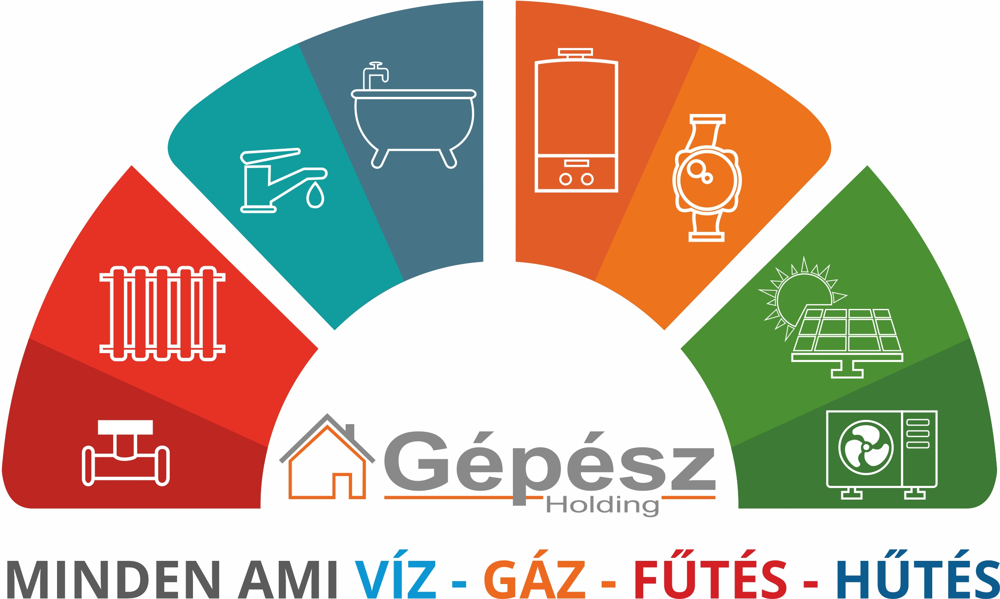 Gépész
Holding
MINDEN AMI VÍZ - GÁZ - FŰTÉS - HŰTÉS